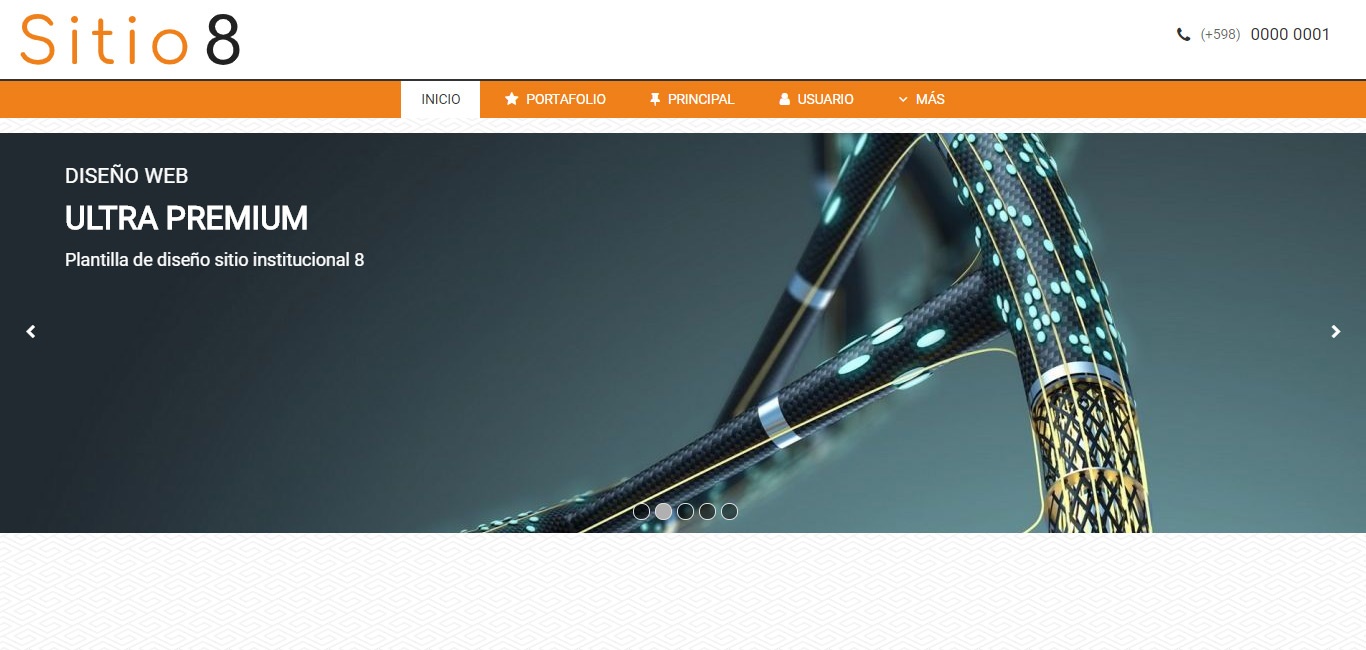 Sitio 8
(+598) 0000 0001
INICIO PORTAFOLIO PRINCIPAL USUARIO MÁS
DISEÑO WEB
ULTRA PREMIUM
Plantilla de diseño sitio institucional 8